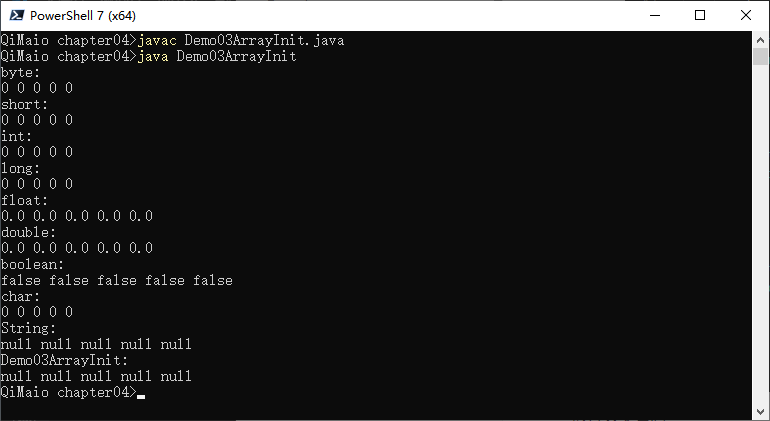 PowerShell 7 (x64)
QiMaio chapter04>javac Demo03ArrayInit.java
QiMaio chapter04>java Demo03ArrayInit
byte:
0 0 0 0 0
short:
0 0 0 0 0
int:
0 0 0 0 0
long:
0 0 0 0 0
float:
0.0 0.0 0.0 0.0 0.0
double:
0.0 0.0 0.0 0.0 0.0
boolean:
false false false false false
char:
0 0 0 0 0
String:
null null null null null
Demo03ArrayInit:
null null null null null
QiMaio chapter04>